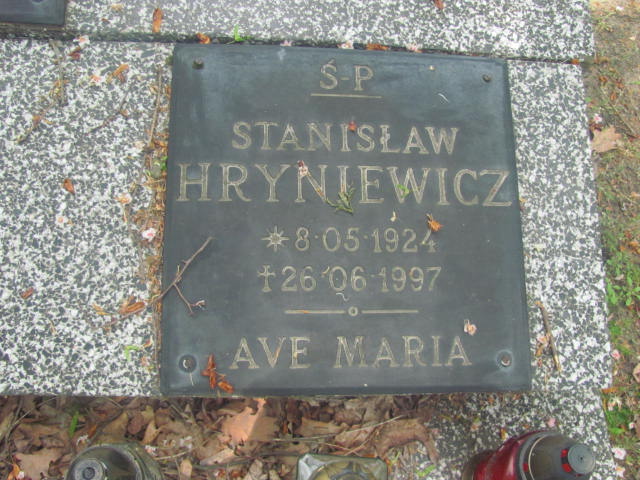 Ś-P
STANISŁAW
HRYNIEWICZ
* 8-05-1924
† 26-06-1997
AVE MARIA